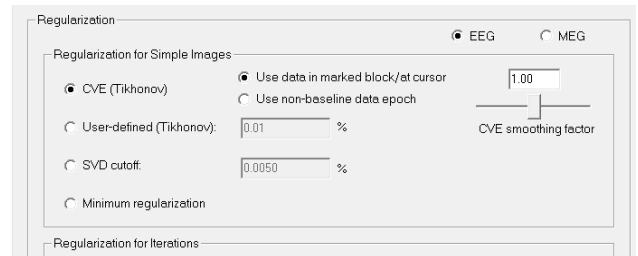 Regularization
EEG MEG
Regularization for Simple Images
CVE (Tikhonov) Use data in marked block/at cursor 1.00
Use non-baseline data epoch
User-defined (Tikhonov): 0.01 % CVE smoothing factor
SVD cutoff: 0.0050 %
Minimum regularization
Regularization for Iterations